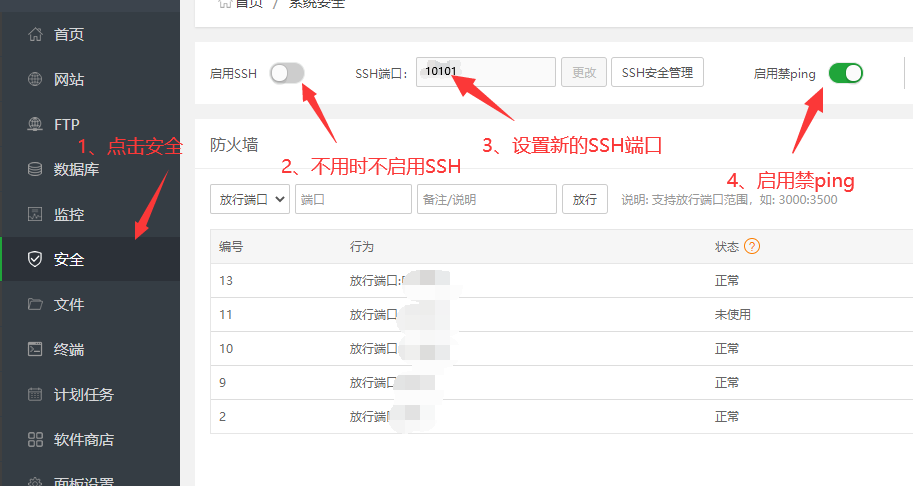 首页 / 系统安全
首页
网站
FTP
数据库
监控
安全
文件
终端
计划任务
软件商店
面板设置
1、点击安全
启用SSH
SSH端口：
10101
更改
SSH安全管理
启用禁ping
2、不用时不启用SSH
3、设置新的SSH端口
4、启用禁ping
防火墙
放行端口
端口
备注/说明
放行
说明: 支持放行端口范围，如: 3000:3500
编号 行为 状态 ?
13 放行端口: 正常
11 放行端口 未使用
10 放行端口 正常
9 放行端口 正常
2 放行端 正常